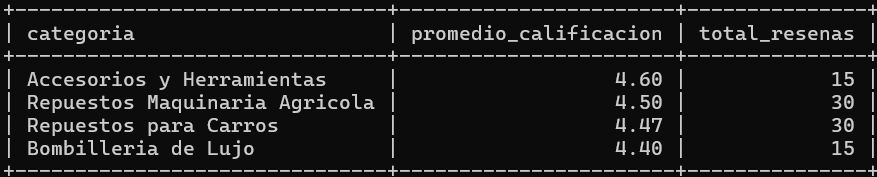 categoria | promedio_calificacion | total_resenas
Accesorios y Herramientas | 4.60 | 15
Repuestos Maquinaria Agricola | 4.50 | 30
Repuestos para Carros | 4.47 | 30
Bombilleria de Lujo | 4.40 | 15